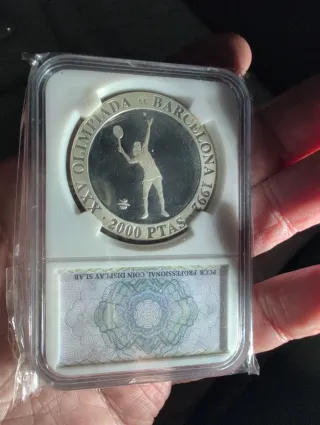 XXV OLIMPIADA BARCELONA 1992
2000 PTAS
PCCB PROFESSIONAL COIN DISPLAY SLAB